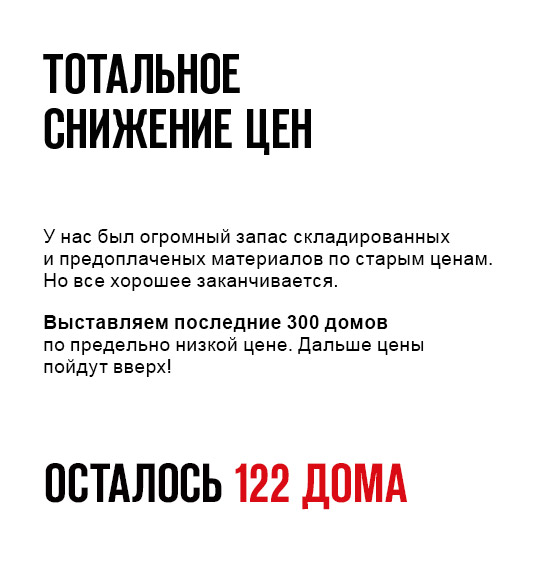 ТОТАЛЬНОЕ
СНИЖЕНИЕ ЦЕН
У нас был огромный запас складированных
и предоплаченых материалов по старым ценам.
Но все хорошее заканчивается.
Выставляем последние 300 домов
по предельно низкой цене. Дальше цены
пойдут вверх!
ОСТАЛОСЬ 122 ДОМА